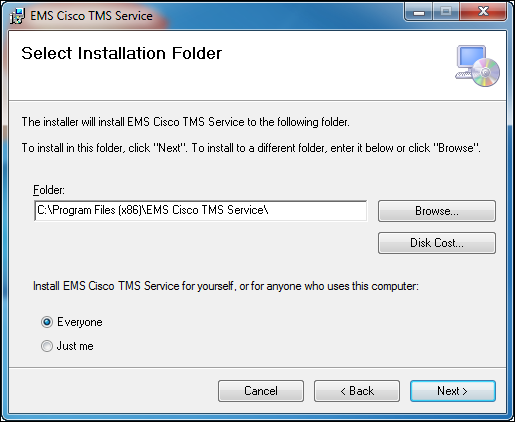 EMS Cisco TMS Service
Select Installation Folder
The installer will install EMS Cisco TMS Service to the following folder.
To install in this folder, click "Next". To install to a different folder, enter it below or click "Browse".
Folder:
C:\Program Files (x86)\EMS Cisco TMS Service\
Browse...
Disk Cost...
Install EMS Cisco TMS Service for yourself, or for anyone who uses this computer:
Everyone
Just me
Cancel
< Back
Next >